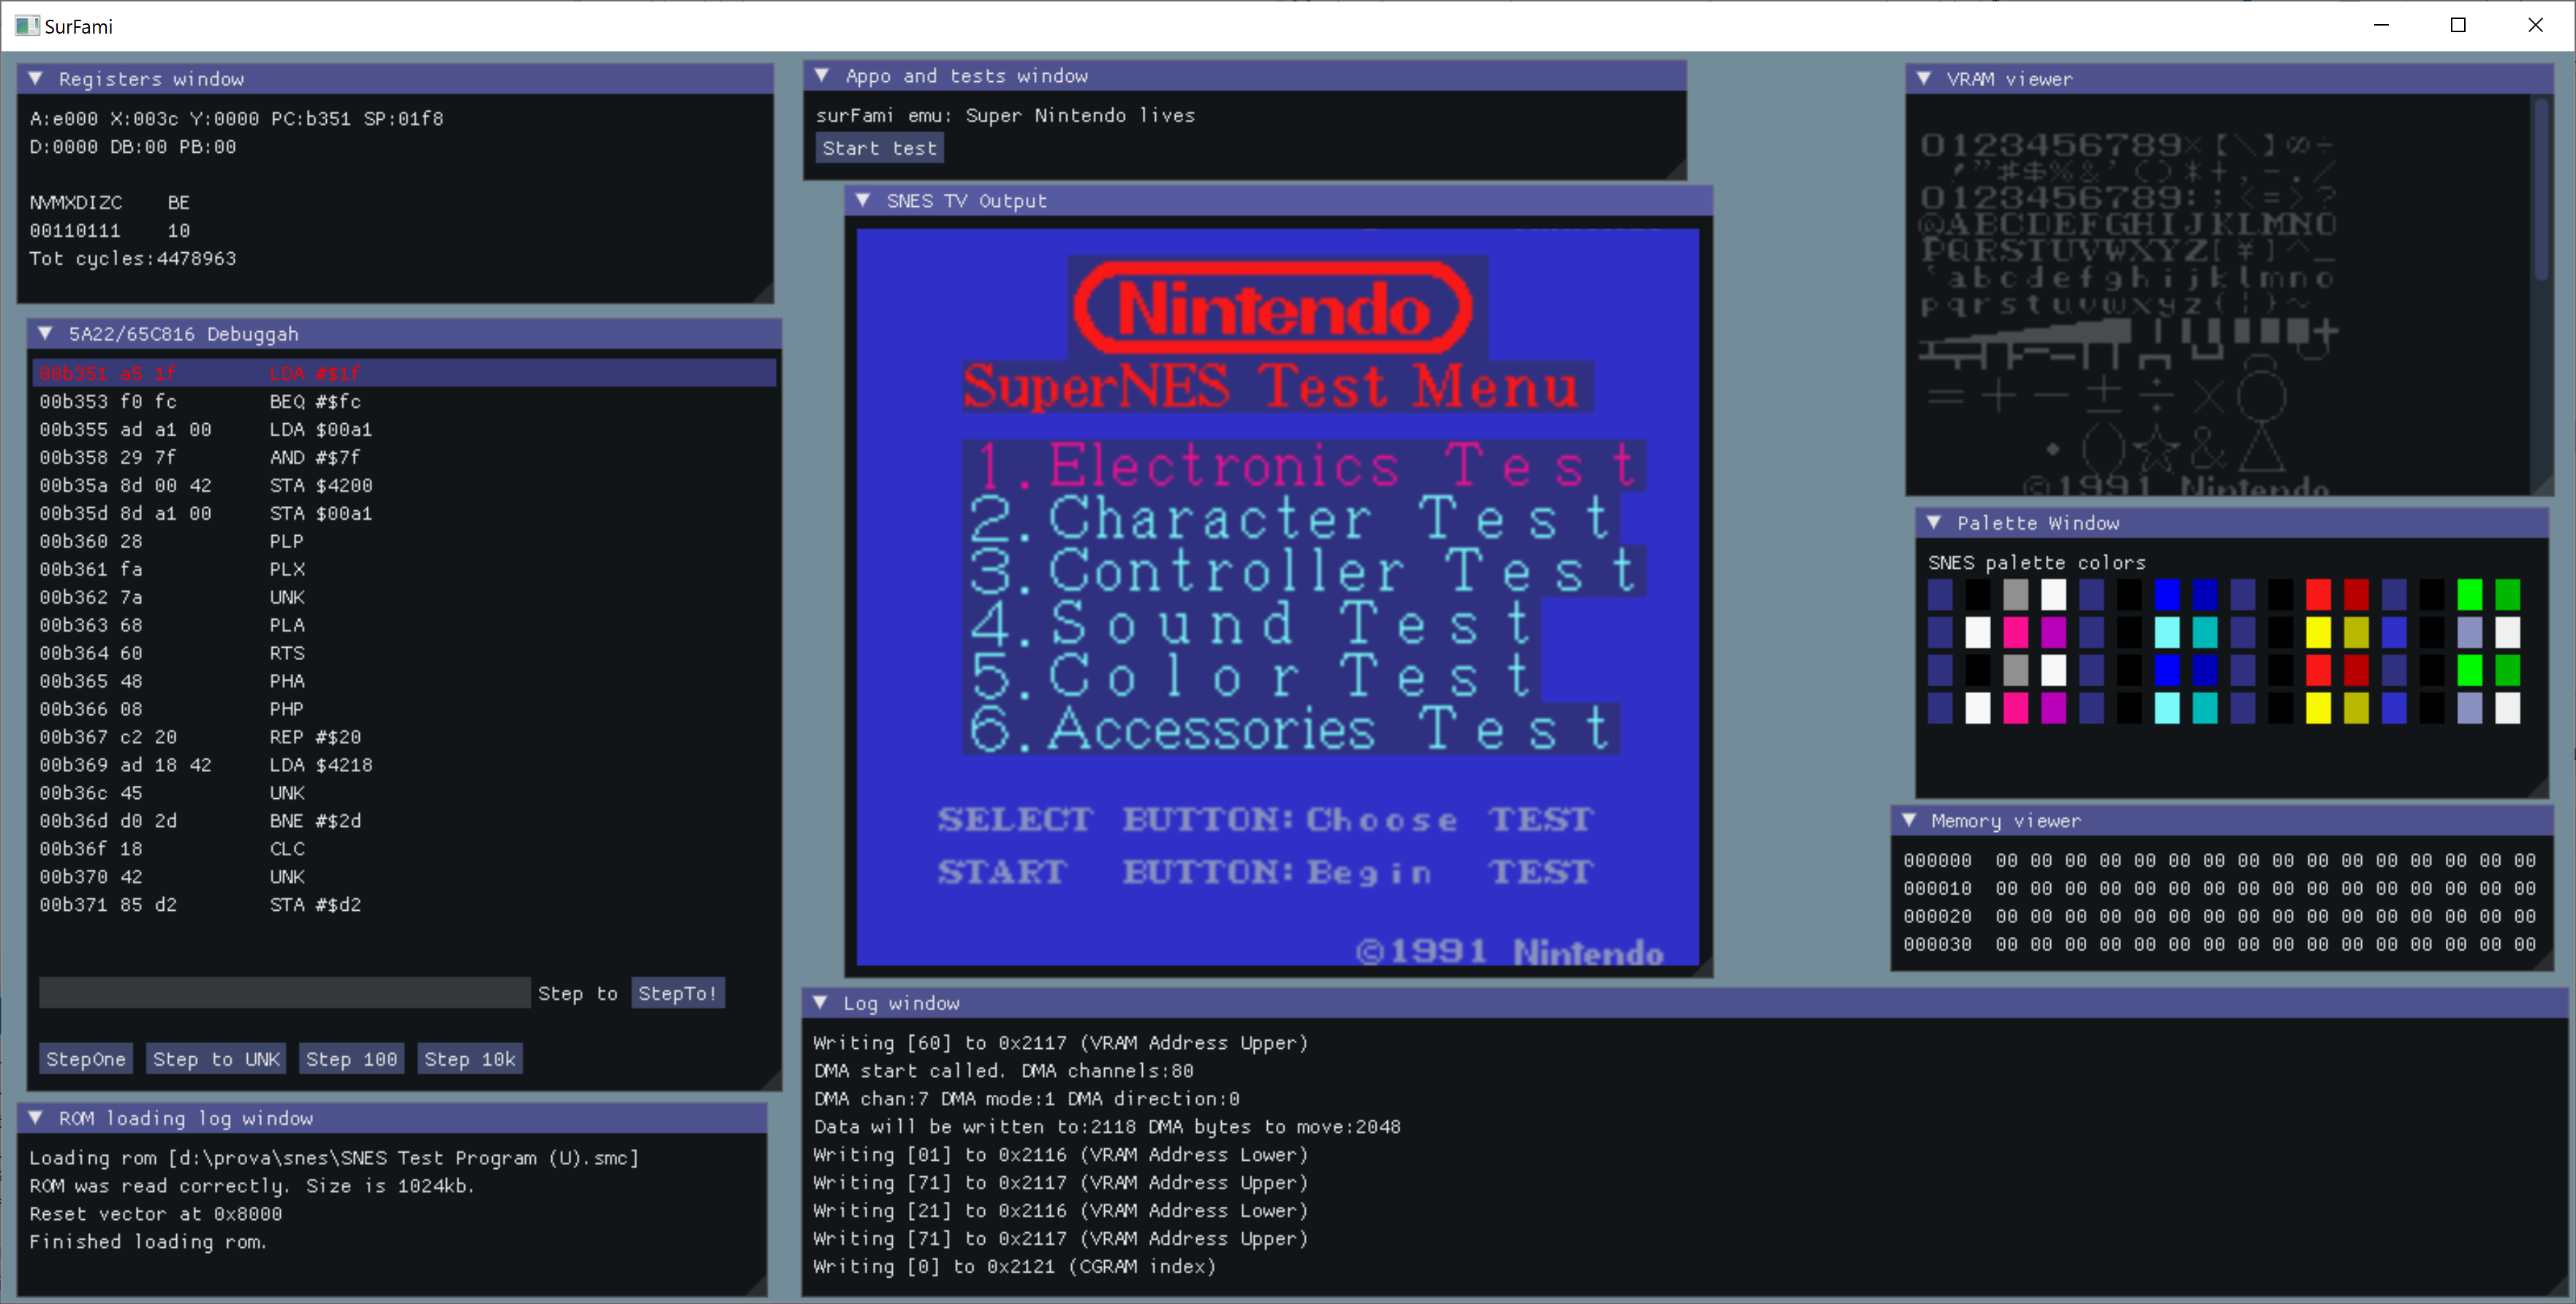 SurFami
Registers window
A:e000 X:003c Y:0000 PC:b351 SP:01f8
D:0000 DB:00 PB:00
NVMXDIZC BE
00110111 10
Tot cycles:4478963
5A22/65C816 Debuggah
00b351 a5 1f LDA #$1f
00b353 f0 fc BEQ #$fc
00b355 ad a1 00 LDA $00a1
00b358 29 7f AND #$7f
00b35a 8d 00 42 STA $4200
00b35d 8d a1 00 STA $00a1
00b360 28 PLP
00b361 fa PLX
00b362 7a UNK
00b363 68 PLA
00b364 60 RTS
00b365 48 PHA
00b366 08 PHP
00b367 c2 20 REP #$20
00b369 ad 18 42 LDA $4218
00b36c 45 UNK
00b36d d0 2d BNE #$2d
00b36f 18 CLC
00b370 42 UNK
00b371 85 d2 STA #$d2
Step to StepTo!
StepOne Step to UNK Step 100 Step 10k
ROM loading log window
Loading rom [d:\prova\snes\SNES Test Program (U).smc]
ROM was read correctly. Size is 1024kb.
Reset vector at 0x8000
Finished loading rom.
Appo and tests window
surFami emu: Super Nintendo lives
Start test
SNES TV Output
Nintendo
SuperNES Test Menu
1.Electronics Test
2.Character Test
3.Controller Test
4.Sound Test
5.Color Test
6.Accessories Test
SELECT BUTTON:Choose TEST
START BUTTON:Begin TEST
©1991 Nintendo
Log window
Writing [60] to 0x2117 (VRAM Address Upper)
DMA start called. DMA channels:80
DMA chan:7 DMA mode:1 DMA direction:0
Data will be written to:2118 DMA bytes to move:2048
Writing [01] to 0x2116 (VRAM Address Lower)
Writing [71] to 0x2117 (VRAM Address Upper)
Writing [21] to 0x2116 (VRAM Address Lower)
Writing [71] to 0x2117 (VRAM Address Upper)
Writing [0] to 0x2121 (CGRAM index)
VRAM viewer
0123456789×[\]∞÷
!"#$%&'()*+,-./
0123456789:;<=>?
@ABCDEFGHIJKLMNO
PQRSTUVWXYZ[¥]^_
`abcdefghijklmno
pqrstuvwxyz{¦}~
=+-±÷×
&
©1991 Nintendo
Palette Window
SNES palette colors
Memory viewer
000000 00 00 00 00 00 00 00 00 00 00 00 00 00 00 00 00
000010 00 00 00 00 00 00 00 00 00 00 00 00 00 00 00 00
000020 00 00 00 00 00 00 00 00 00 00 00 00 00 00 00 00
000030 00 00 00 00 00 00 00 00 00 00 00 00 00 00 00 00